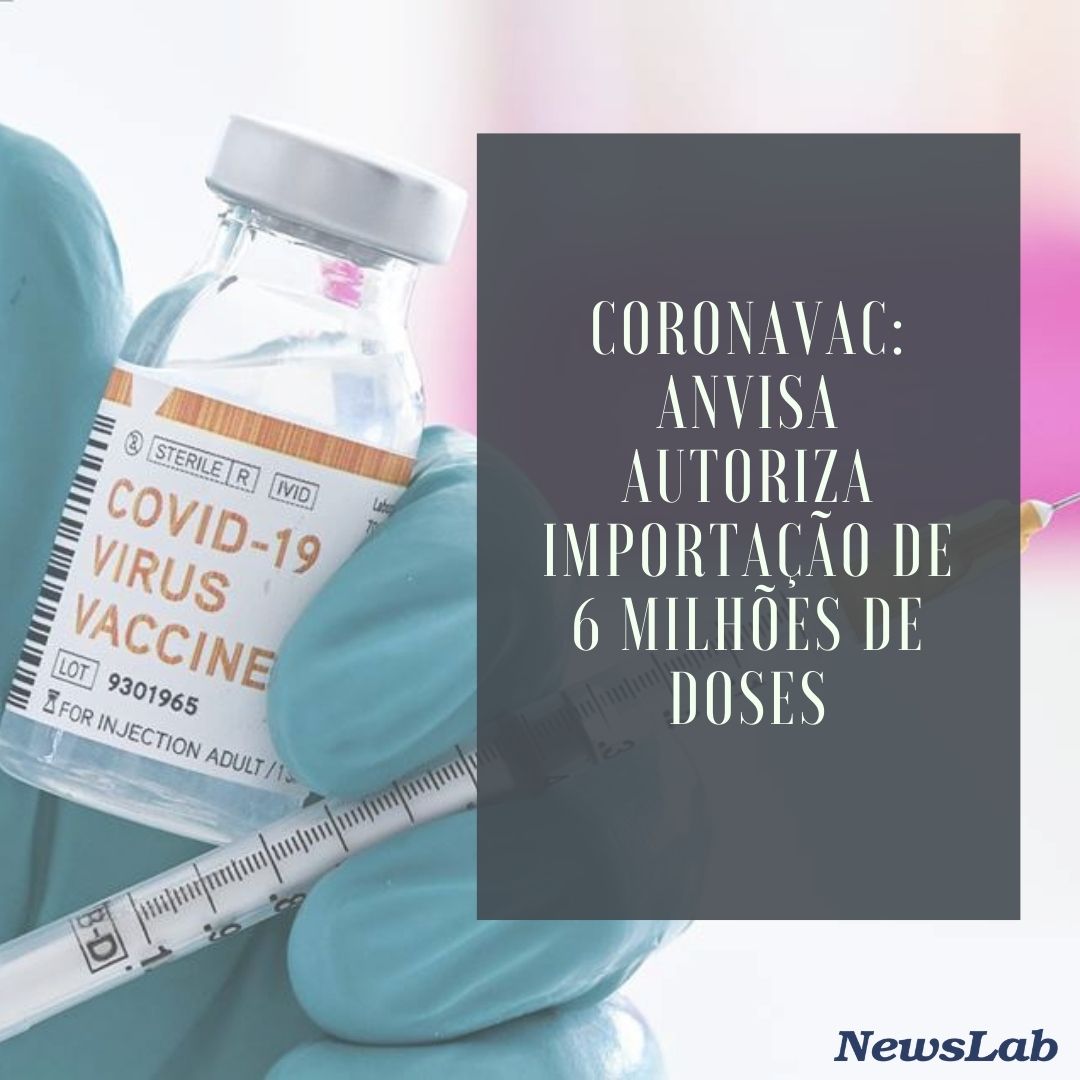 STERILE R IVID
COVID-19
VIRUS
VACCINE
LOT 9301965
FOR INJECTION ADULT
B-D
CORONAVAC:
ANVISA
AUTORIZA
IMPORTAÇÃO DE
6 MILHÕES DE
DOSES
NewsLab